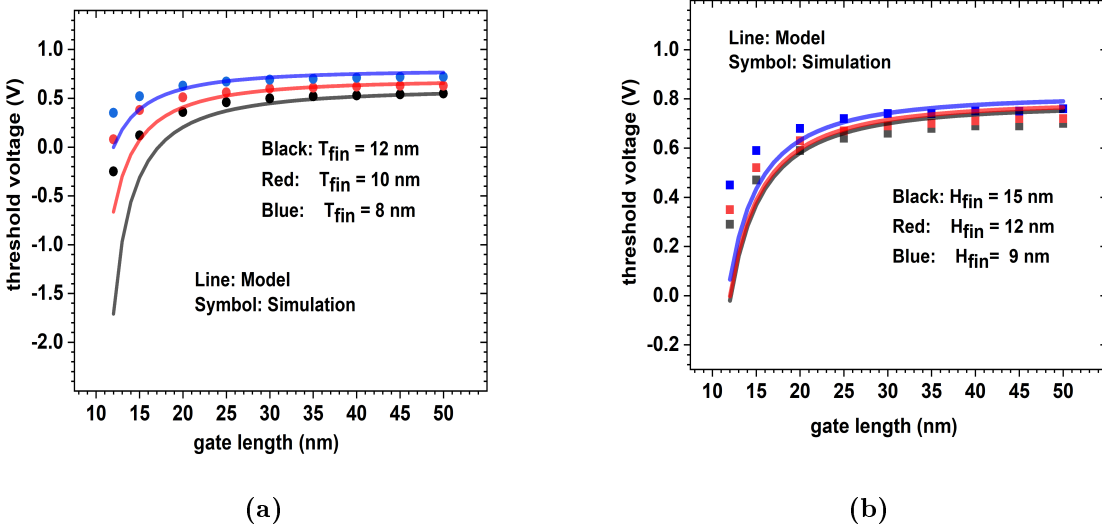 1.0
0.5
0.0
-0.5
-1.0
-1.5
-2.0
threshold voltage (V)
Black: Tfin = 12 nm
Red: Tfin = 10 nm
Blue: Tfin = 8 nm
Line: Model
Symbol: Simulation
10 15 20 25 30 35 40 45 50
gate length (nm)
(a)
Line: Model
Symbol: Simulation
1.0
0.8
0.6
0.4
0.2
0.0
-0.2
threshold voltage (V)
Black: Hfin = 15 nm
Red: Hfin = 12 nm
Blue: Hfin= 9 nm
10 15 20 25 30 35 40 45 50
gate length (nm)
(b)